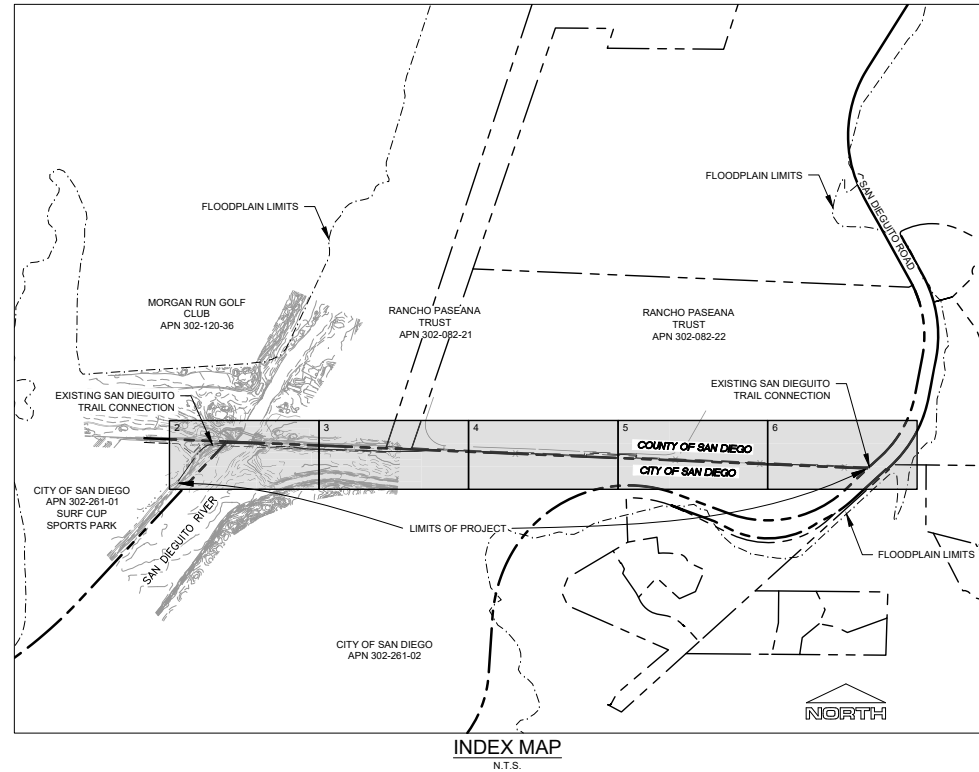 FLOODPLAIN LIMITS
SAN DIEGUITO ROAD
FLOODPLAIN LIMITS
MORGAN RUN GOLF
CLUB
APN 302-120-36
RANCHO PASEANA
TRUST
APN 302-082-21
RANCHO PASEANA
TRUST
APN 302-082-22
EXISTING SAN DIEGUITO
TRAIL CONNECTION
EXISTING SAN DIEGUITO
TRAIL CONNECTION
2
3
4
5
6
COUNTY OF SAN DIEGO
CITY OF SAN DIEGO
CITY OF SAN DIEGO
APN 302-261-01
SURF CUP
SPORTS PARK
SAN DIEGUITO RIVER
LIMITS OF PROJECT
FLOODPLAIN LIMITS
CITY OF SAN DIEGO
APN 302-261-02
NORTH
INDEX MAP
N.T.S.